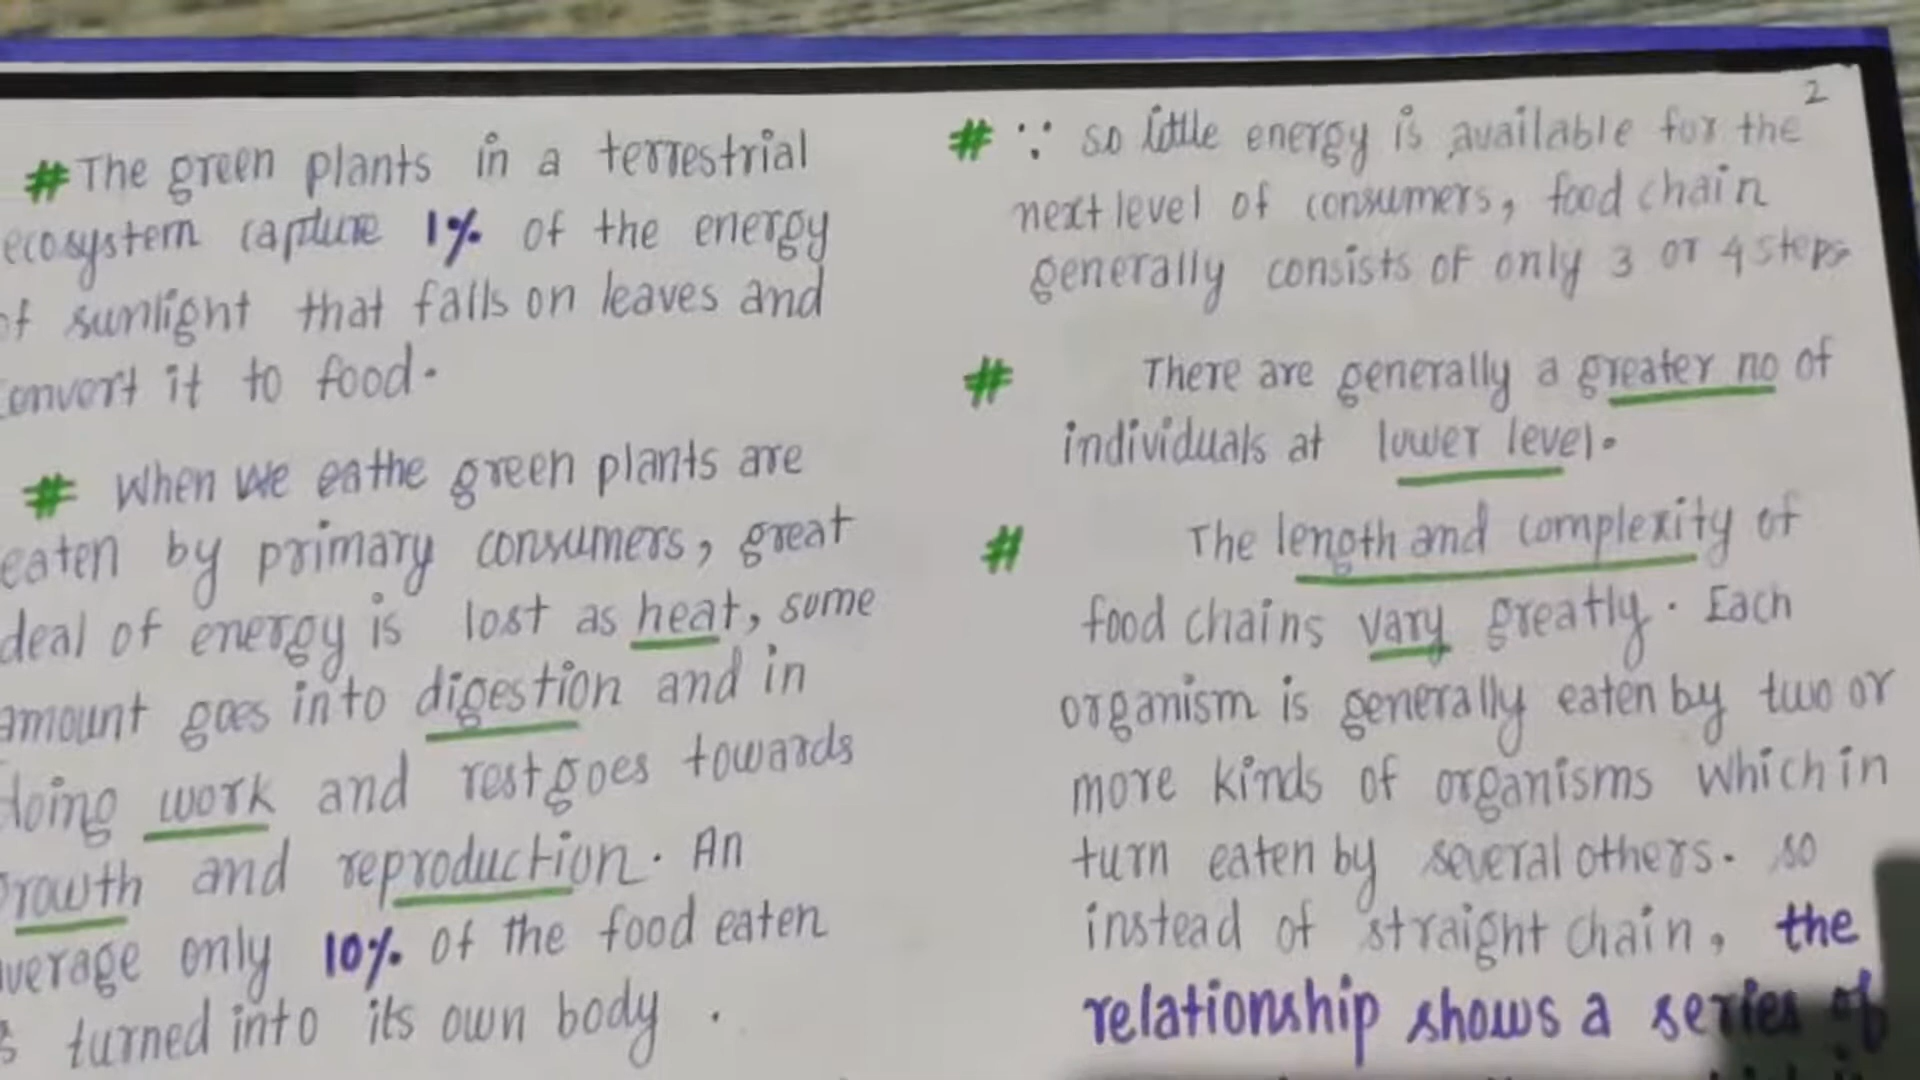 2
# The green plants in a terrestrial
ecosystem capture 1% of the energy
of sunlight that falls on leaves and
convert it to food.
# When we eathe green plants are
eaten by primary consumers, great
deal of energy is lost as heat, some
amount goes into digestion and in
doing work and rest goes towards
growth and reproduction. An
average only 10% of the food eaten
turned into its own body.
# ∵ so little energy is available for the
next level of consumers, food chain
generally consists of only 3 or 4 steps
# There are generally a greater no of
individuals at lower level.
# The length and complexity of
food chains vary greatly. Each
organism is generally eaten by two or
more kinds of organisms which in
turn eaten by several others. so
instead of straight chain, the
relationship shows a series of